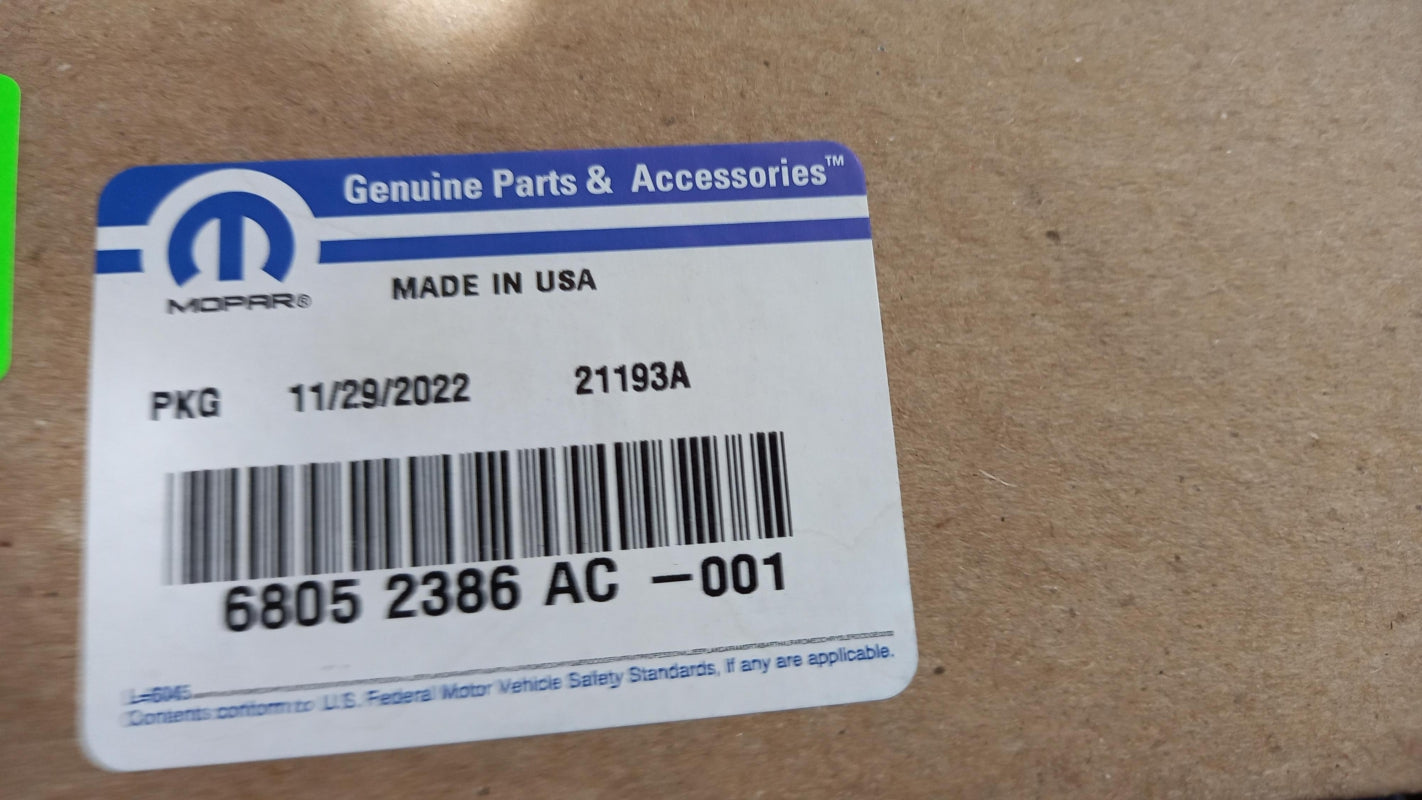 Genuine Parts & Accessories™
MOPAR®
MADE IN USA
PKG 11/29/2022 21193A
6805 2386 AC –001
L-6045
Contents conform to U.S. Federal Motor Vehicle Safety Standards, if any are applicable.